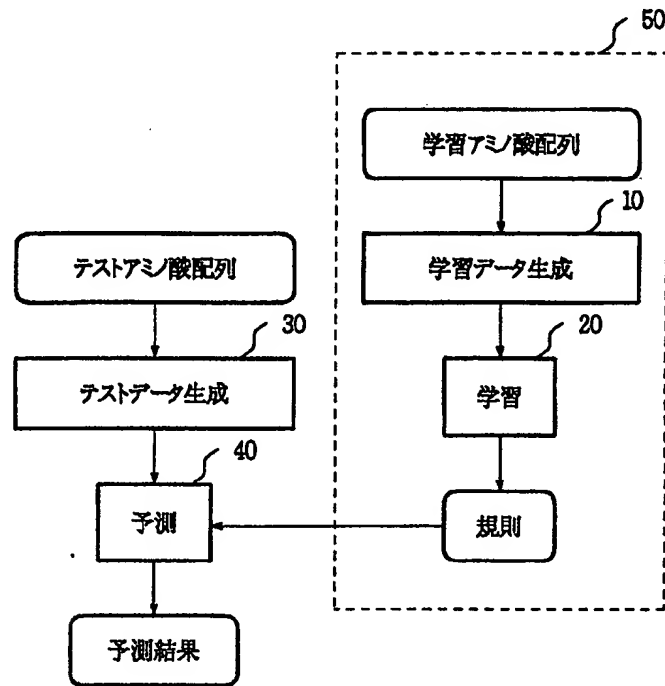 50
学習アミノ酸配列
10
学習データ生成
20
学習
規則
テストアミノ酸配列
30
テストデータ生成
40
予測
予測結果